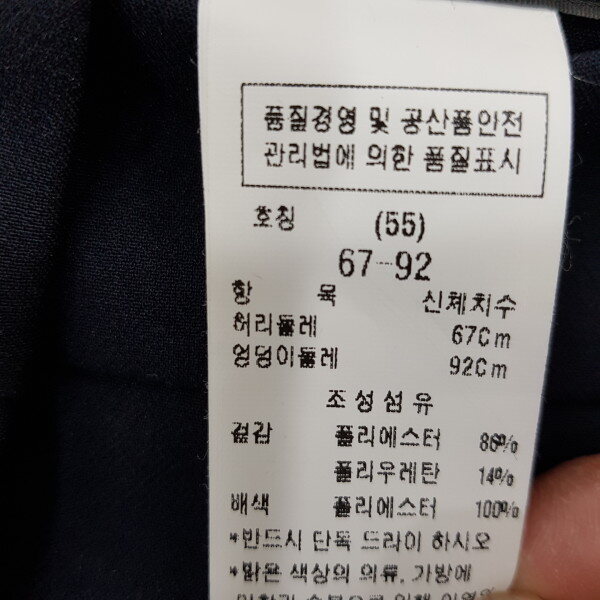 품질경영 및 공산품안전
관리법에 의한 품질표시
호칭 (55)
67-92
항 목 신체치수
허리둘레 67Cm
엉덩이둘레 92Cm
조성섬유
겉감 폴리에스터 86%
폴리우레탄 14%
배색 폴리에스터 100%
*반드시 단독 드라이 하시오
*밝은 색상의 의류, 가방에